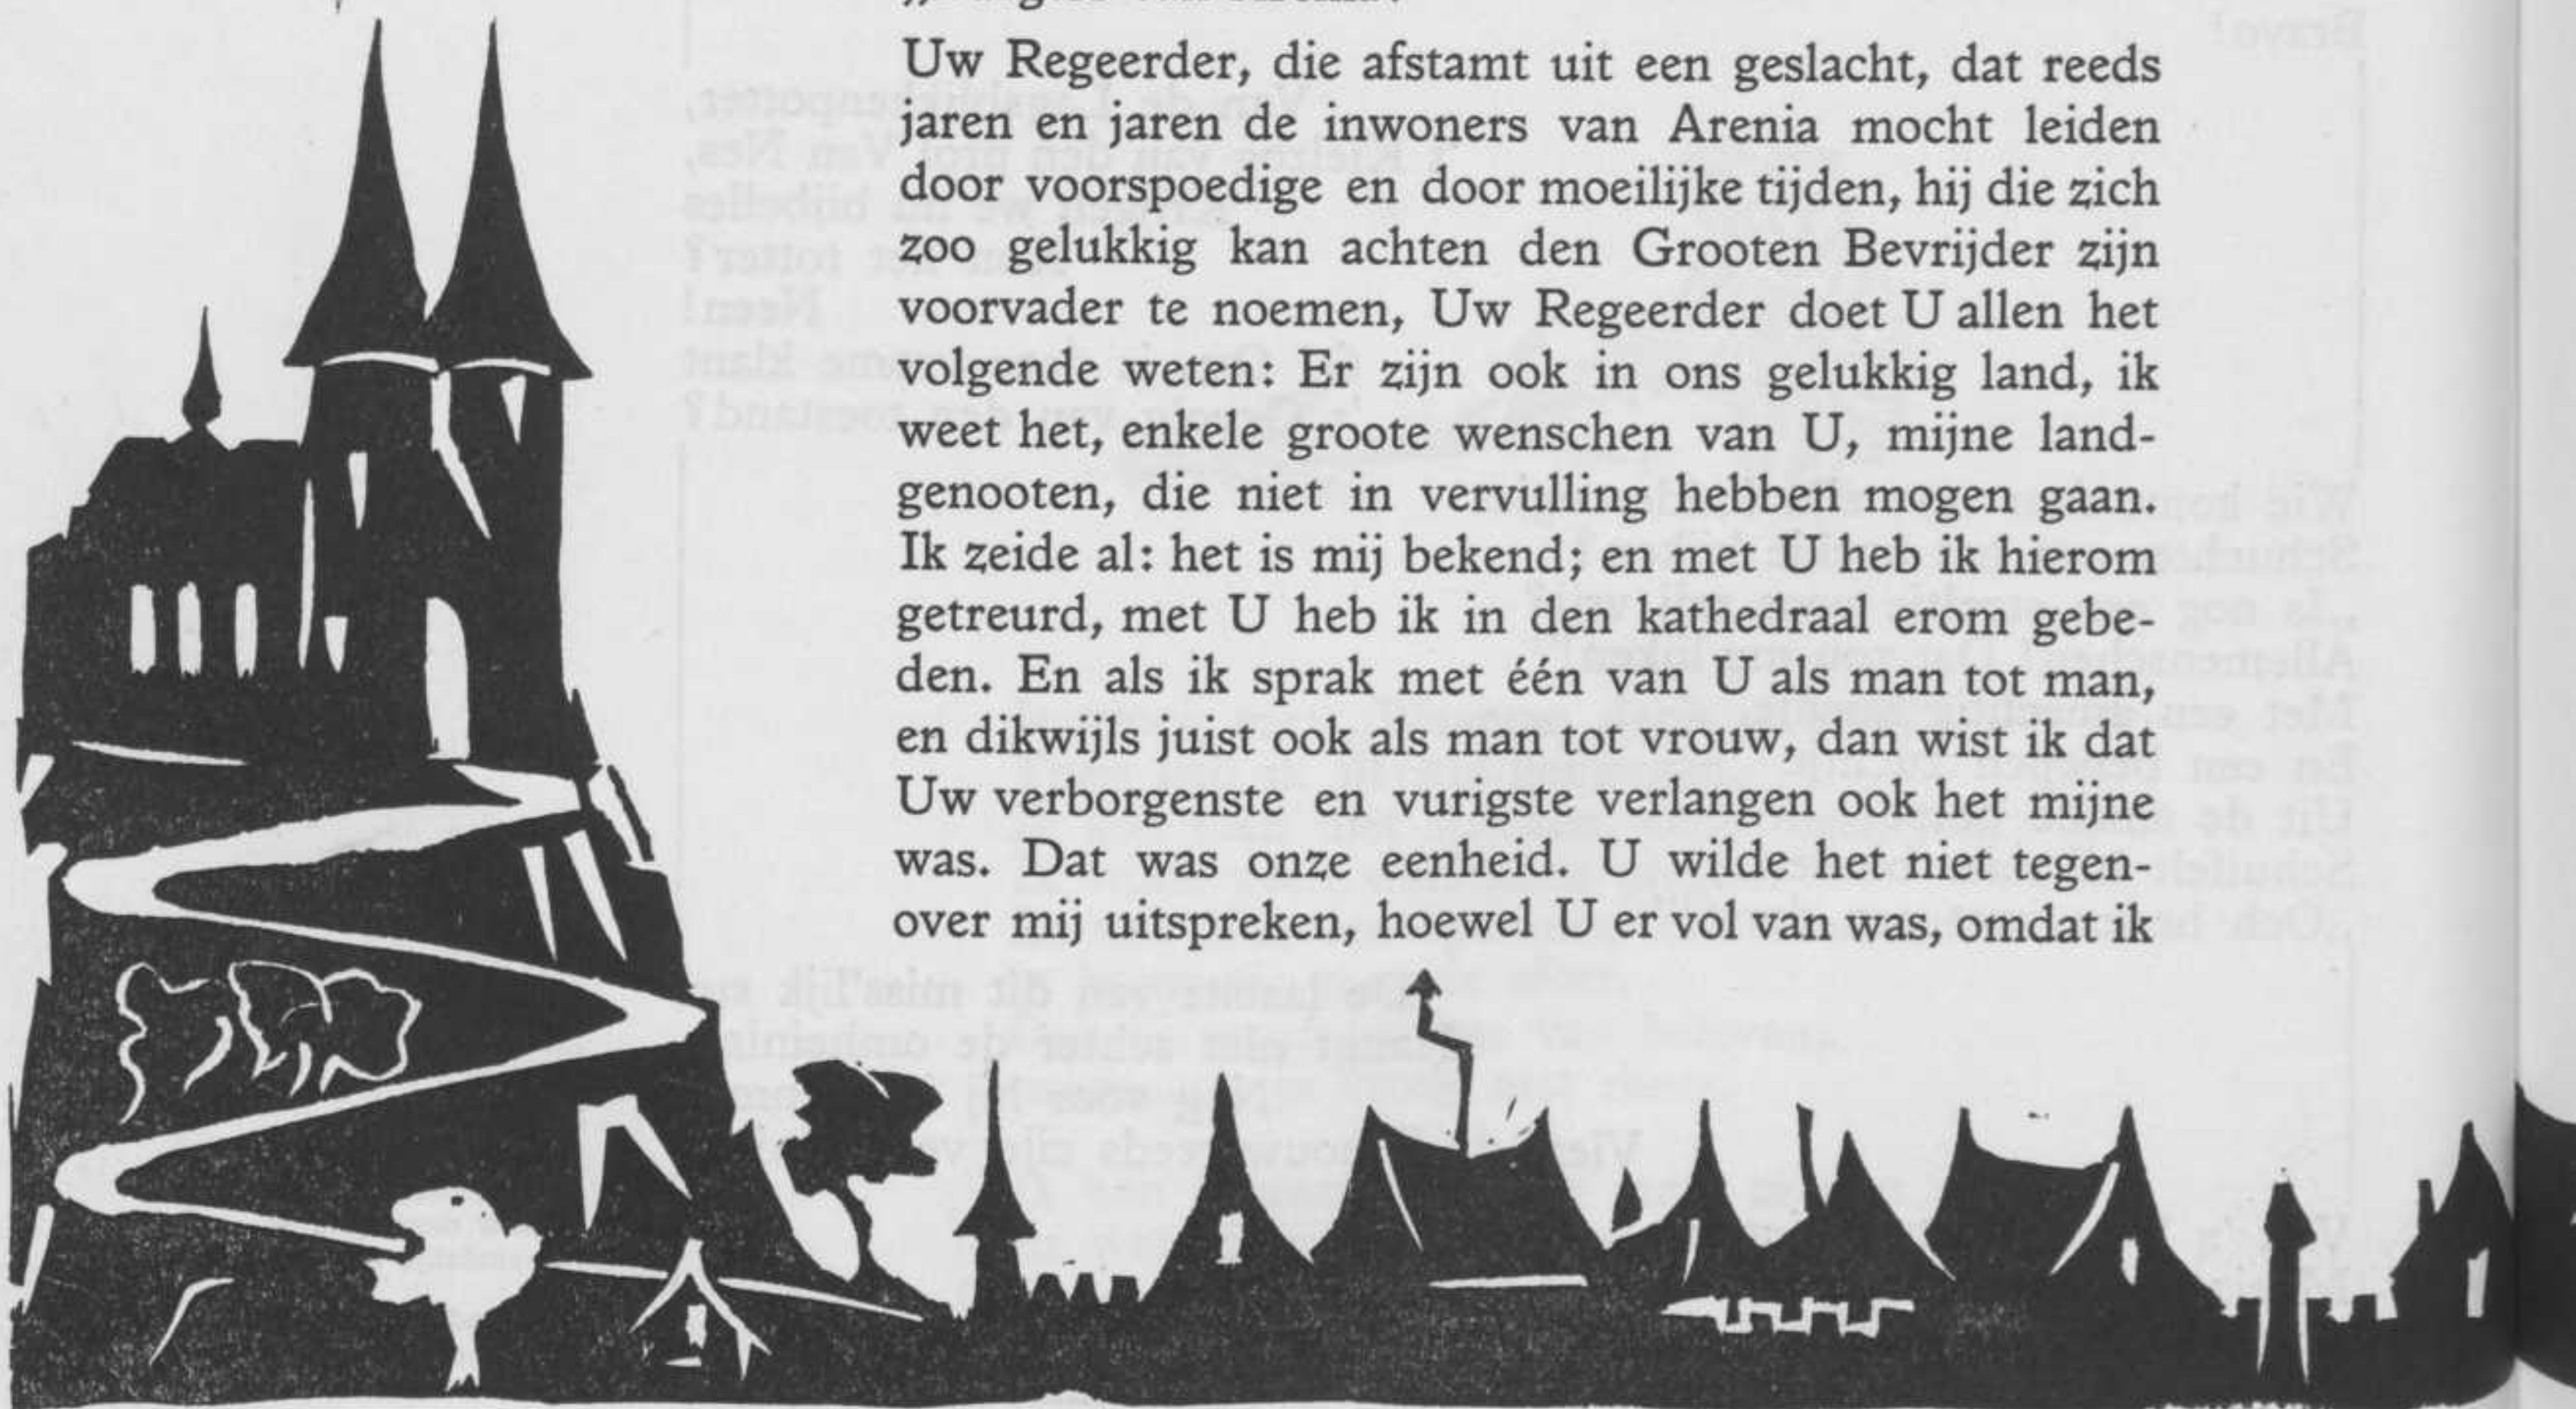 Uw Regeerder, die afstamt uit een geslacht, dat reeds
jaren en jaren de inwoners van Arenia mocht leiden
door voorspoedige en door moeilijke tijden, hij die zich
zoo gelukkig kan achten den Grooten Bevrijder zijn
voorvader te noemen, Uw Regeerder doet U allen het
volgende weten: Er zijn ook in ons gelukkig land, ik
weet het, enkele groote wenschen van U, mijne land-
genooten, die niet in vervulling hebben mogen gaan.
Ik zeide al: het is mij bekend; en met U heb ik hierom
getreurd, met U heb ik in den kathedraal erom gebe-
den. En als ik sprak met één van U als man tot man,
en dikwijls juist ook als man tot vrouw, dan wist ik dat
Uw verborgenste en vurigste verlangen ook het mijne
was. Dat was onze eenheid. U wilde het niet tegen-
over mij uitspreken, hoewel U er vol van was, omdat ik